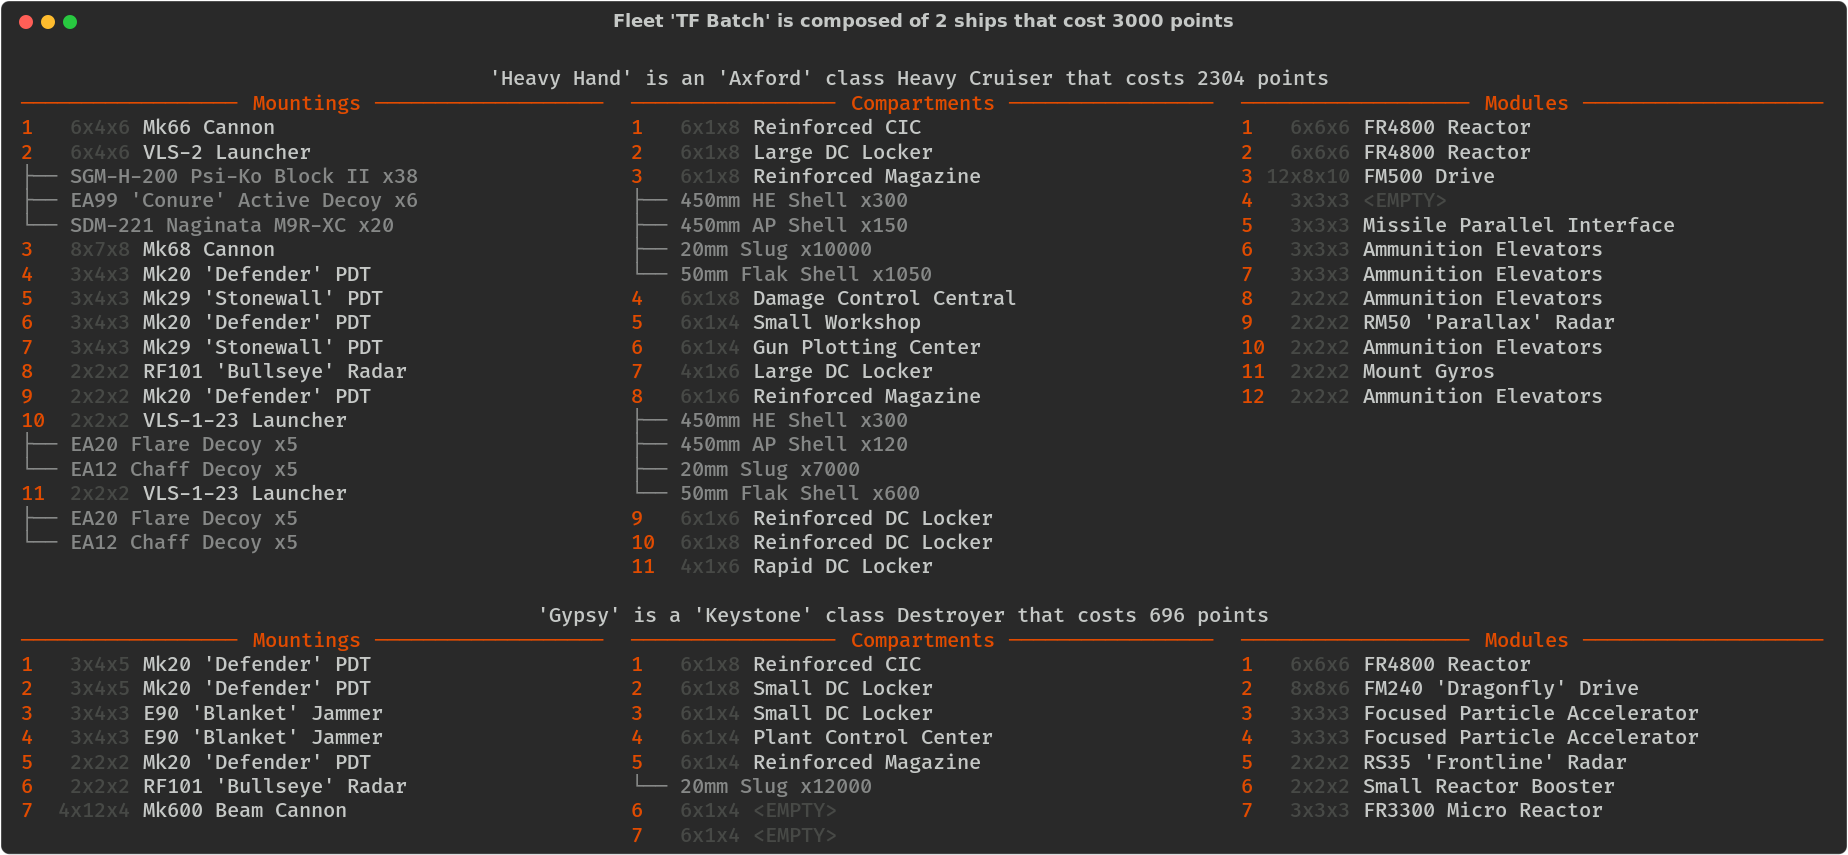 Fleet 'TF Batch' is composed of 2 ships that cost 3000 points
'Heavy Hand' is an 'Axford' class Heavy Cruiser that costs 2304 points
Mountings
1 6x4x6 Mk66 Cannon
2 6x4x6 VLS-2 Launcher
SGM-H-200 Psi-Ko Block II x38
EA99 'Conure' Active Decoy x6
SDM-221 Naginata M9R-XC x20
3 8x7x8 Mk68 Cannon
4 3x4x3 Mk20 'Defender' PDT
5 3x4x3 Mk29 'Stonewall' PDT
6 3x4x3 Mk20 'Defender' PDT
7 3x4x3 Mk29 'Stonewall' PDT
8 2x2x2 RF101 'Bullseye' Radar
9 2x2x2 Mk20 'Defender' PDT
10 2x2x2 VLS-1-23 Launcher
EA20 Flare Decoy x5
EA12 Chaff Decoy x5
11 2x2x2 VLS-1-23 Launcher
EA20 Flare Decoy x5
EA12 Chaff Decoy x5
Compartments
1 6x1x8 Reinforced CIC
2 6x1x8 Large DC Locker
3 6x1x8 Reinforced Magazine
450mm HE Shell x300
450mm AP Shell x150
20mm Slug x10000
50mm Flak Shell x1050
4 6x1x8 Damage Control Central
5 6x1x4 Small Workshop
6 6x1x4 Gun Plotting Center
7 4x1x6 Large DC Locker
8 6x1x6 Reinforced Magazine
450mm HE Shell x300
450mm AP Shell x120
20mm Slug x7000
50mm Flak Shell x600
9 6x1x6 Reinforced DC Locker
10 6x1x8 Reinforced DC Locker
11 4x1x6 Rapid DC Locker
Modules
1 6x6x6 FR4800 Reactor
2 6x6x6 FR4800 Reactor
3 12x8x10 FM500 Drive
4 3x3x3 <EMPTY>
5 3x3x3 Missile Parallel Interface
6 3x3x3 Ammunition Elevators
7 3x3x3 Ammunition Elevators
8 2x2x2 Ammunition Elevators
9 2x2x2 RM50 'Parallax' Radar
10 2x2x2 Ammunition Elevators
11 2x2x2 Mount Gyros
12 2x2x2 Ammunition Elevators
'Gypsy' is a 'Keystone' class Destroyer that costs 696 points
Mountings
1 3x4x5 Mk20 'Defender' PDT
2 3x4x5 Mk20 'Defender' PDT
3 3x4x3 E90 'Blanket' Jammer
4 3x4x3 E90 'Blanket' Jammer
5 2x2x2 Mk20 'Defender' PDT
6 2x2x2 RF101 'Bullseye' Radar
7 4x12x4 Mk600 Beam Cannon
Compartments
1 6x1x8 Reinforced CIC
2 6x1x8 Small DC Locker
3 6x1x4 Small DC Locker
4 6x1x4 Plant Control Center
5 6x1x4 Reinforced Magazine
20mm Slug x12000
6 6x1x4 <EMPTY>
7 6x1x4 <EMPTY>
Modules
1 6x6x6 FR4800 Reactor
2 8x8x6 FM240 'Dragonfly' Drive
3 3x3x3 Focused Particle Accelerator
4 3x3x3 Focused Particle Accelerator
5 2x2x2 RS35 'Frontline' Radar
6 2x2x2 Small Reactor Booster
7 3x3x3 FR3300 Micro Reactor